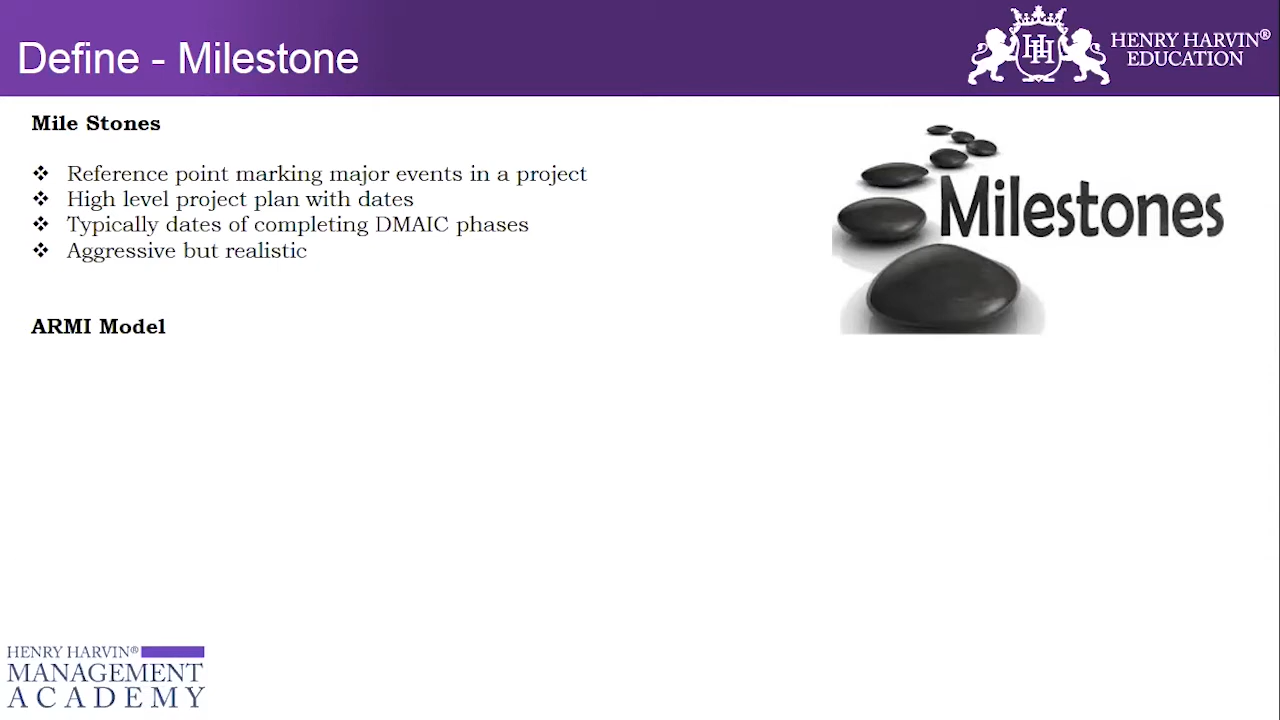 Define - Milestone
HENRY HARVIN®
EDUCATION
Mile Stones
❖ Reference point marking major events in a project
❖ High level project plan with dates
❖ Typically dates of completing DMAIC phases
❖ Aggressive but realistic
Milestones
ARMI Model
HENRY HARVIN®
MANAGEMENT
ACADEMY